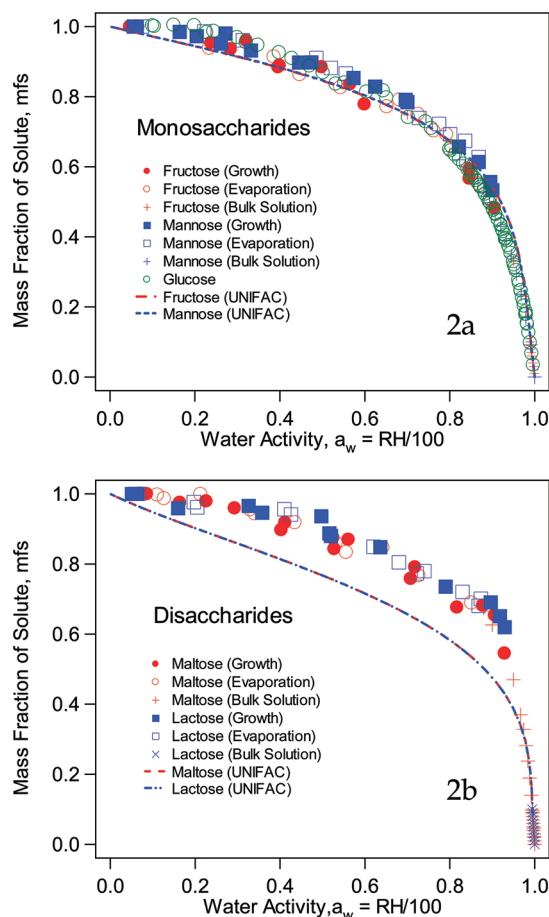 1.0
0.8
0.6
0.4
0.2
0.0
Mass Fraction of Solute, mfs
Monosaccharides
Fructose (Growth)
Fructose (Evaporation)
Fructose (Bulk Solution)
Mannose (Growth)
Mannose (Evaporation)
Mannose (Bulk Solution)
Glucose
Fructose (UNIFAC)
Mannose (UNIFAC)
2a
0.0 0.2 0.4 0.6 0.8 1.0
Water Activity, aw = RH/100
1.0
0.8
0.6
0.4
0.2
0.0
Mass Fraction of Solute, mfs
Disaccharides
Maltose (Growth)
Maltose (Evaporation)
Maltose (Bulk Solution)
Lactose (Growth)
Lactose (Evaporation)
Lactose (Bulk Solution)
Maltose (UNIFAC)
Lactose (UNIFAC)
2b
0.0 0.2 0.4 0.6 0.8 1.0
Water Activity,aw = RH/100